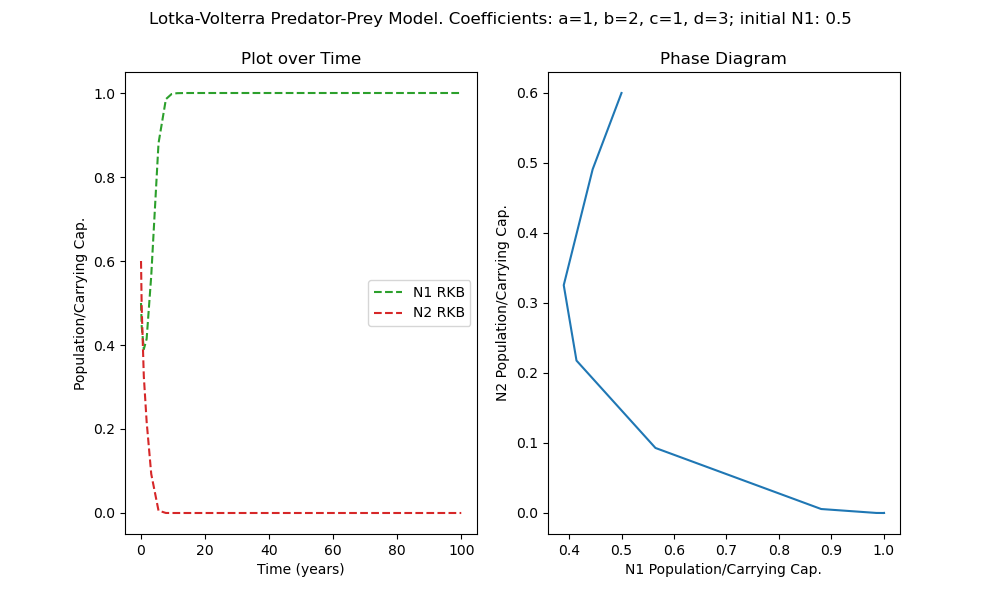 Lotka-Volterra Predator-Prey Model. Coefficients: a=1, b=2, c=1, d=3; initial N1: 0.5
Plot over Time
Population/Carrying Cap.
1.0
0.8
0.6
0.4
0.2
0.0
N1 RKB
N2 RKB
0 20 40 60 80 100
Time (years)
Phase Diagram
N2 Population/Carrying Cap.
0.6
0.5
0.4
0.3
0.2
0.1
0.0
0.4 0.5 0.6 0.7 0.8 0.9 1.0
N1 Population/Carrying Cap.